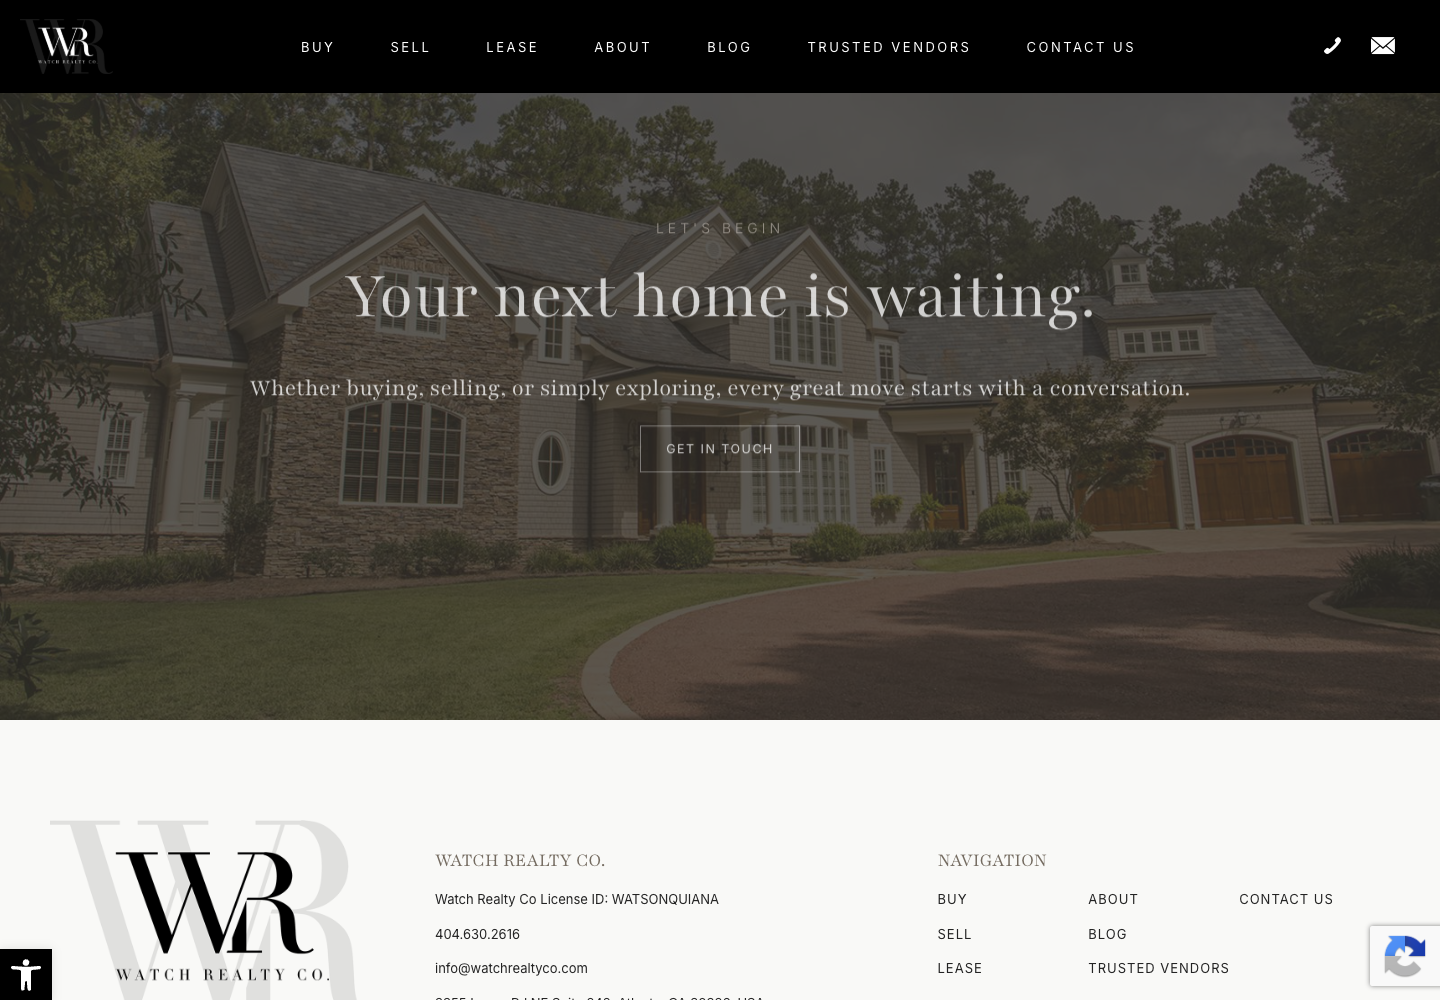 WR
WATCH REALTY CO.
BUY SELL LEASE ABOUT BLOG TRUSTED VENDORS CONTACT US
LET'S BEGIN
Your next home is waiting.
Whether buying, selling, or simply exploring, every great move starts with a conversation.
GET IN TOUCH
WR
WATCH REALTY CO.
WATCH REALTY CO.
Watch Realty Co License ID: WATSONQUIANA
404.630.2616
info@watchrealtyco.com
NAVIGATION
BUY ABOUT CONTACT US
SELL BLOG
LEASE TRUSTED VENDORS